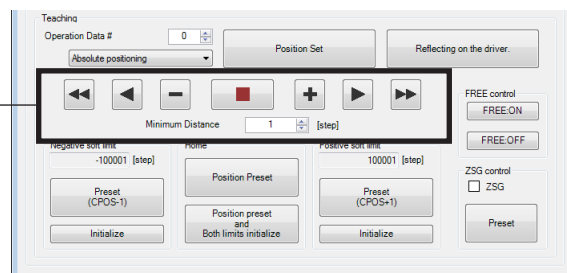 Teaching
Operation Data #
0
Absolute positioning
Position Set
Reflecting on the driver.
Minimum Distance
1
[step]
FREE control
FREE:ON
FREE:OFF
Negative soft limit
-100001 [step]
Preset
(CPOS-1)
Initialize
Home
Position Preset
Position preset
and
Both limits initialize
Positive soft limit
100001 [step]
Preset
(CPOS+1)
Initialize
ZSG control
ZSG
Preset